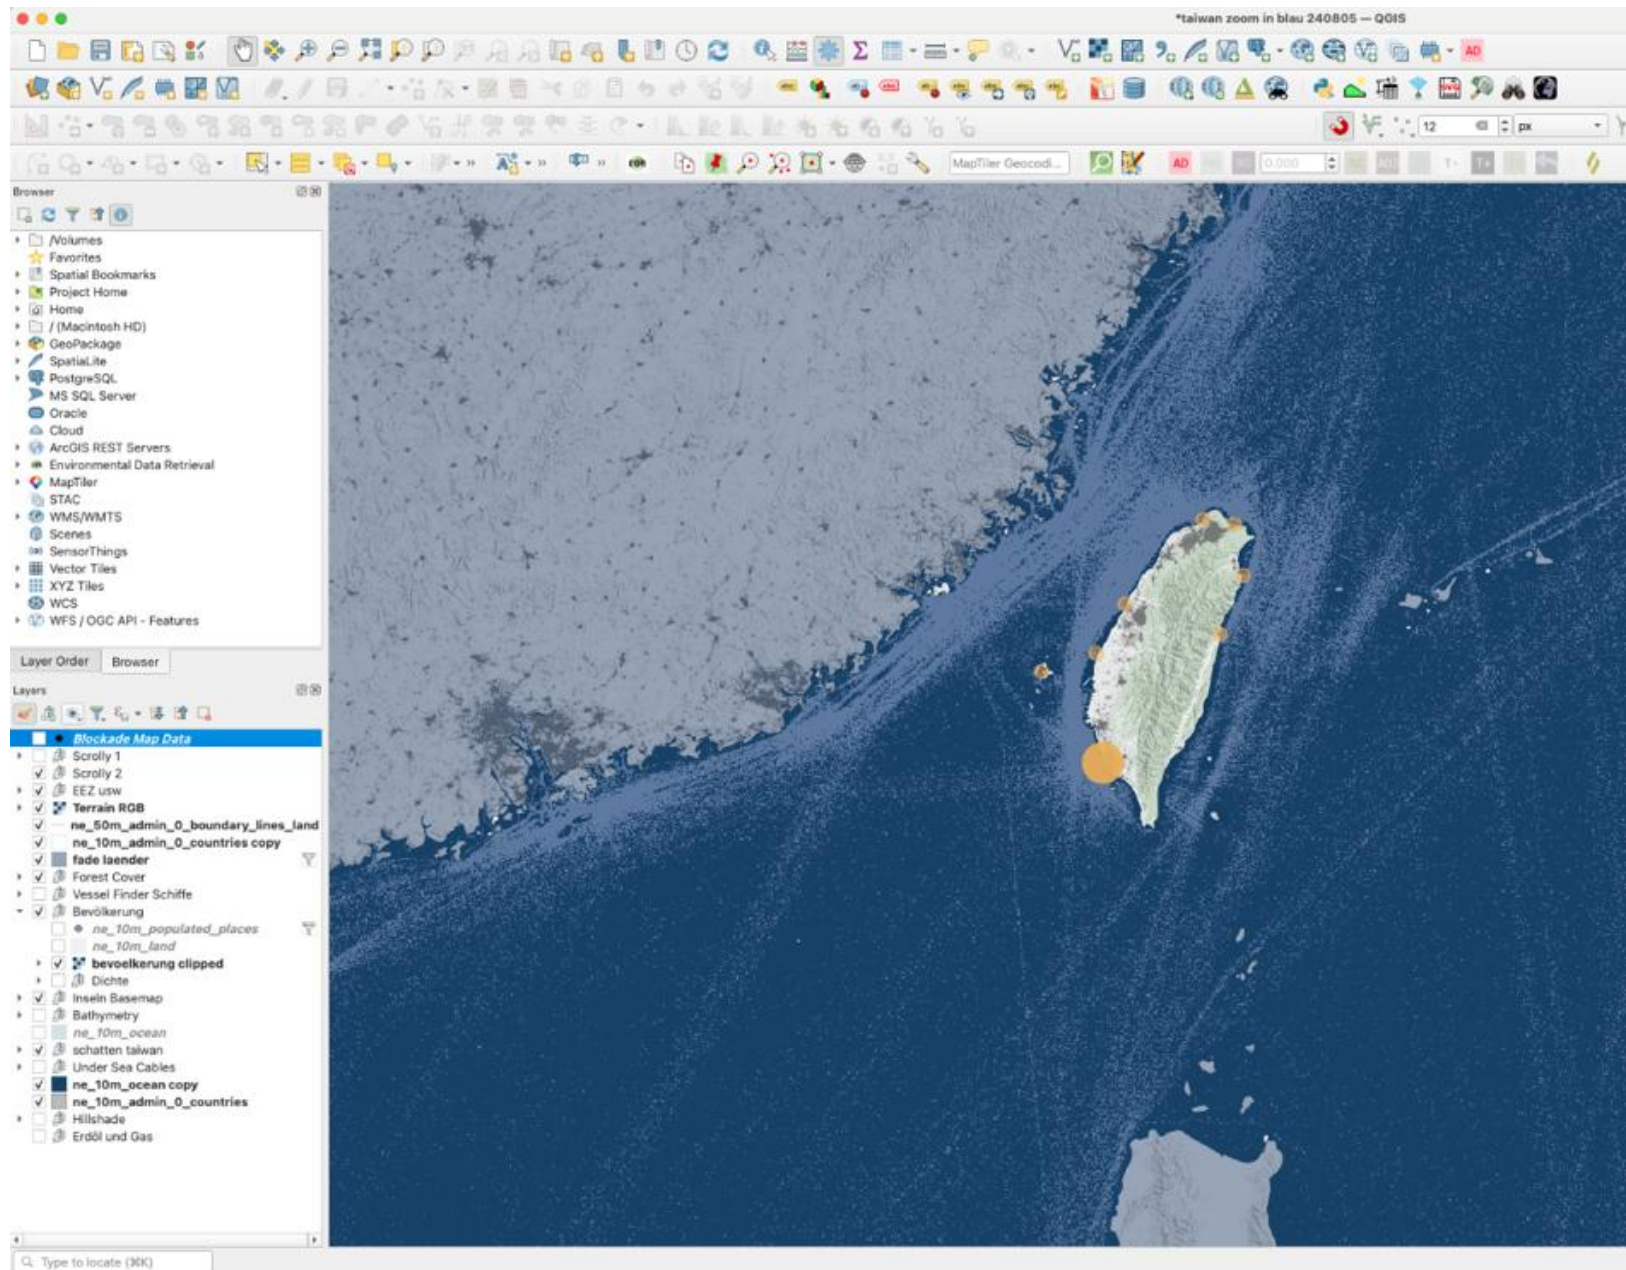 *taiwan zoom in blau 240805 — QGIS
12
px
MapTiler Geocodi...
AD
0.000
Browser
/Volumes
Favorites
Spatial Bookmarks
Project Home
Home
/ (Macintosh HD)
GeoPackage
SpatiaLite
PostgreSQL
MS SQL Server
Oracle
Cloud
ArcGIS REST Servers
Environmental Data Retrieval
MapTiler
STAC
WMS/WMTS
Scenes
SensorThings
Vector Tiles
XYZ Tiles
WCS
WFS / OGC API - Features
Layer Order Browser
Layers
Blockade Map Data
Scrolly 1
Scrolly 2
EEZ usw
Terrain RGB
ne_50m_admin_0_boundary_lines_land
ne_10m_admin_0_countries copy
fade laender
Forest Cover
Vessel Finder Schiffe
Bevölkerung
ne_10m_populated_places
ne_10m_land
bevoelkerung clipped
Dichte
Inseln Basemap
Bathymetry
ne_10m_ocean
schatten taiwan
Under Sea Cables
ne_10m_ocean copy
ne_10m_admin_0_countries
Hillshade
Erdöl und Gas
Type to locate (⌘K)